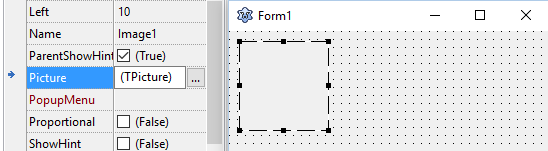 Left 10
Form1
Name Image1
ParentShowHint (True)
Picture (TPicture) ...
PopupMenu
Proportional (False)
ShowHint (False)